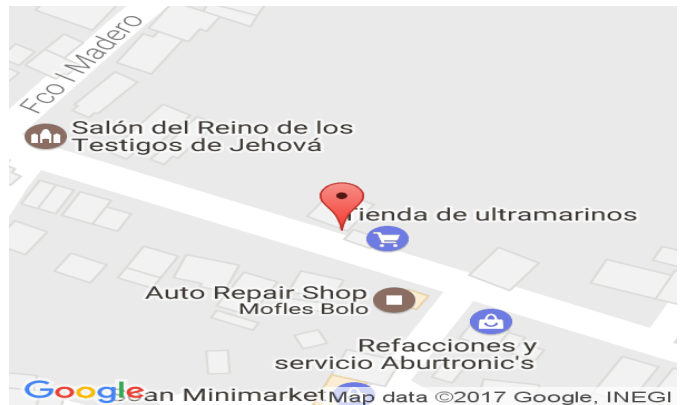 Fco I. Madero
Salón del Reino de los
Testigos de Jehová
Tienda de ultramarinos
Auto Repair Shop
Mofles Bolo
Refacciones y
servicio Aburtronic's
Minimarket
Google
Map data ©2017 Google, INEGI